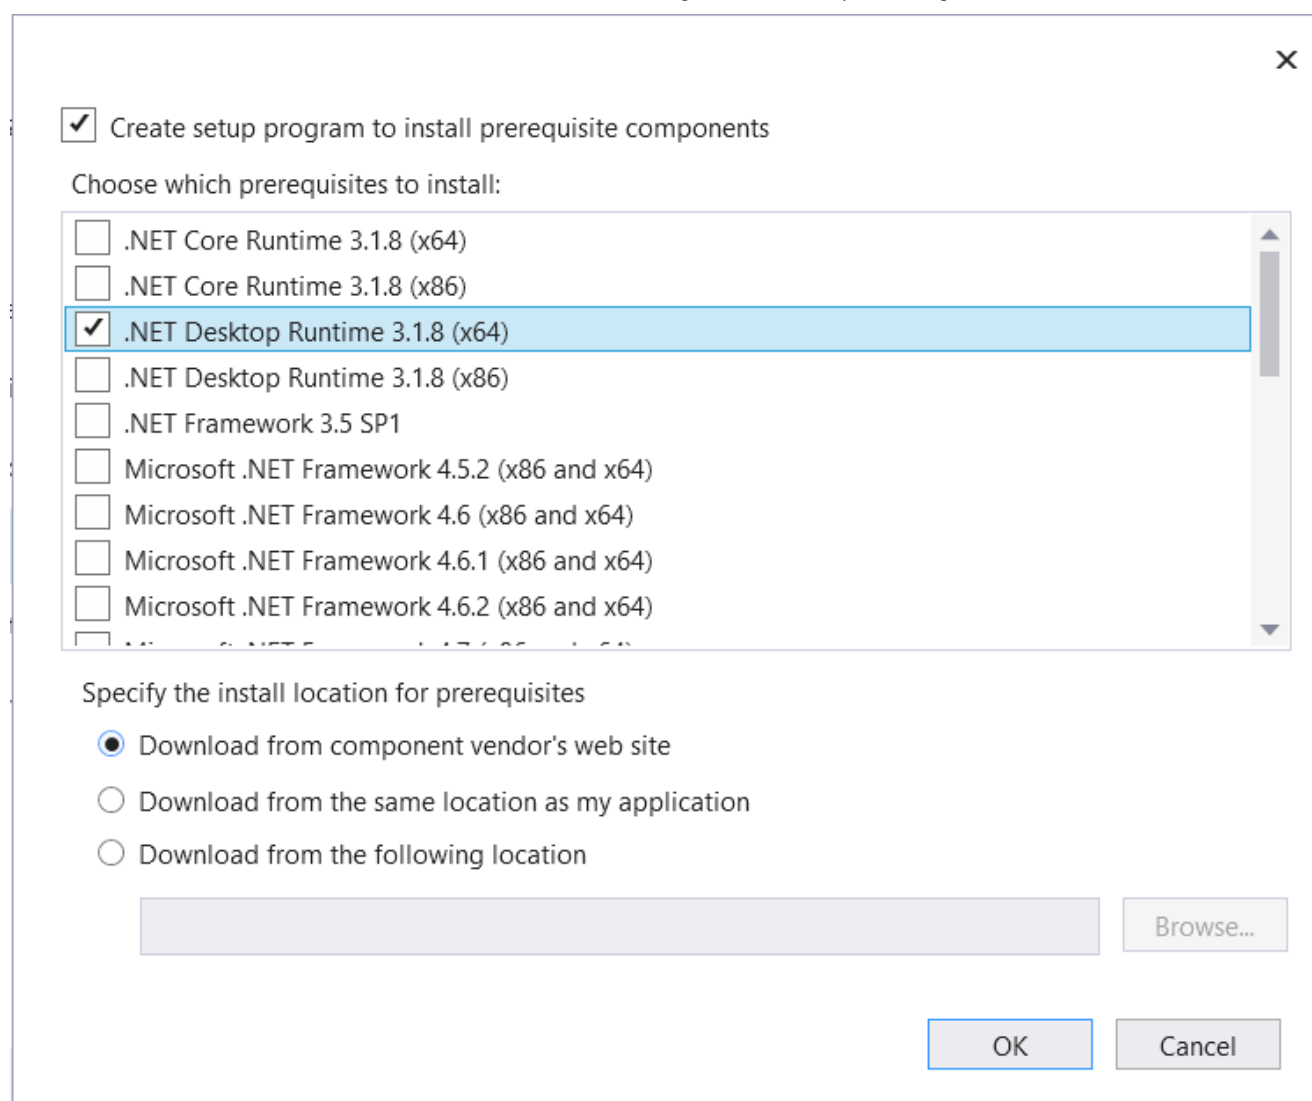 Create setup program to install prerequisite components
Choose which prerequisites to install:
.NET Core Runtime 3.1.8 (x64)
.NET Core Runtime 3.1.8 (x86)
.NET Desktop Runtime 3.1.8 (x64)
.NET Desktop Runtime 3.1.8 (x86)
.NET Framework 3.5 SP1
Microsoft .NET Framework 4.5.2 (x86 and x64)
Microsoft .NET Framework 4.6 (x86 and x64)
Microsoft .NET Framework 4.6.1 (x86 and x64)
Microsoft .NET Framework 4.6.2 (x86 and x64)
Specify the install location for prerequisites
Download from component vendor's web site
Download from the same location as my application
Download from the following location
Browse...
OK
Cancel